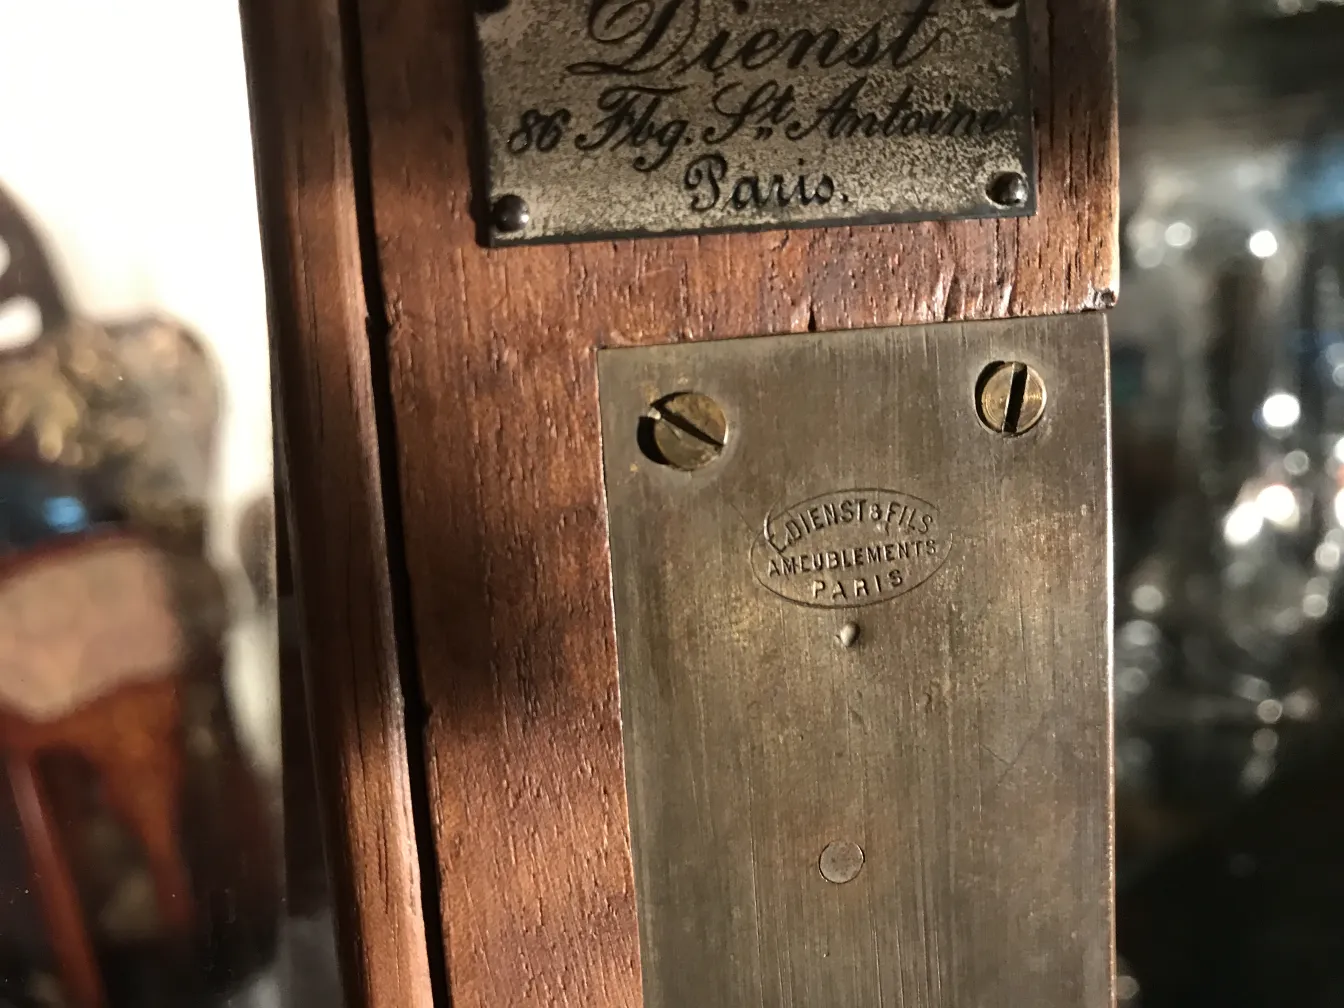 Dienst
86 Fbg. St. Antoine
Paris.
E.DIENST & FILS
AMEUBLEMENTS
PARIS